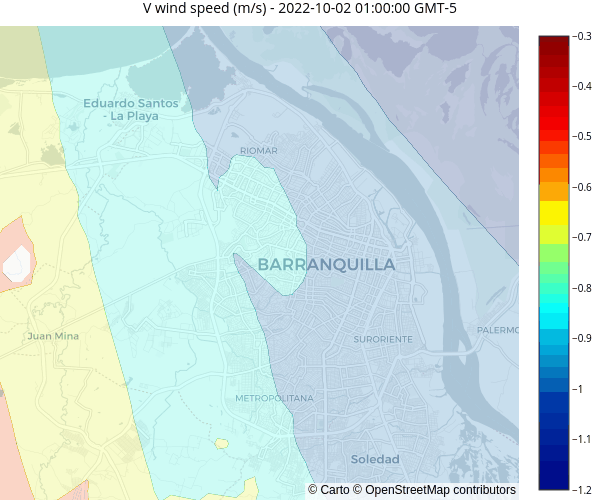 V wind speed (m/s) - 2022-10-02 01:00:00 GMT-5
Eduardo Santos
- La Playa
RIOMAR
BARRANQUILLA
Juan Mina
SURORIENTE
PALERMO
METROPOLITANA
Soledad
© Carto © OpenStreetMap contributors
−0.3
−0.4
−0.5
−0.6
−0.7
−0.8
−0.9
−1
−1.1
−1.2